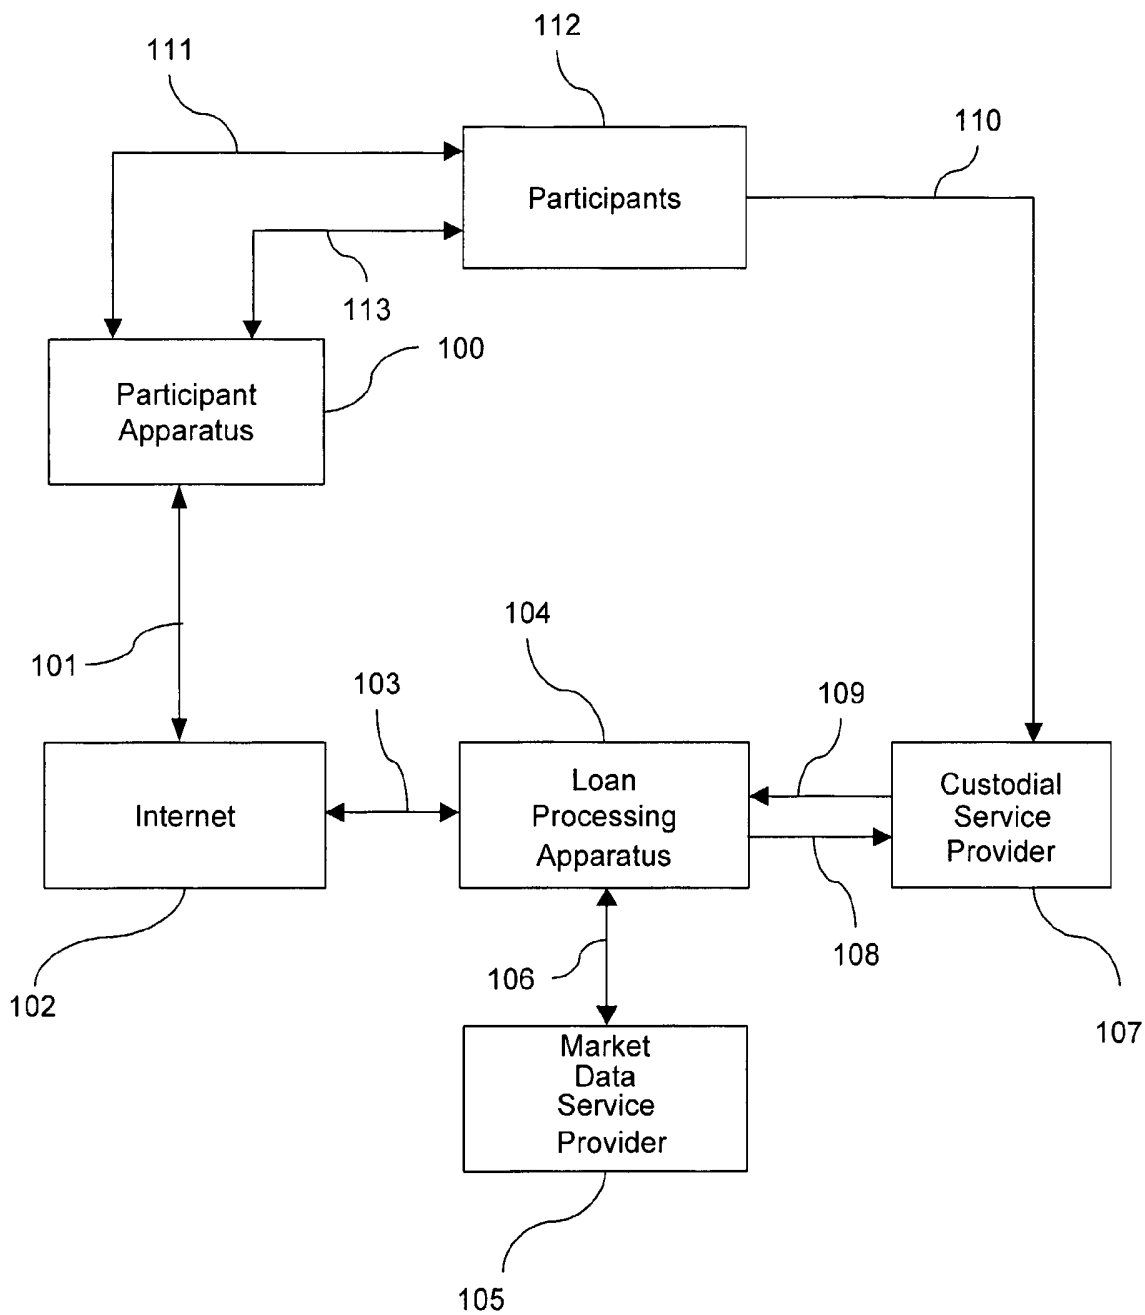 112
111
110
Participants
113
100
Participant
Apparatus
104
101
103
109
Internet
Loan
Processing
Apparatus
Custodial
Service
Provider
108
106
102
107
Market
Data
Service
Provider
105